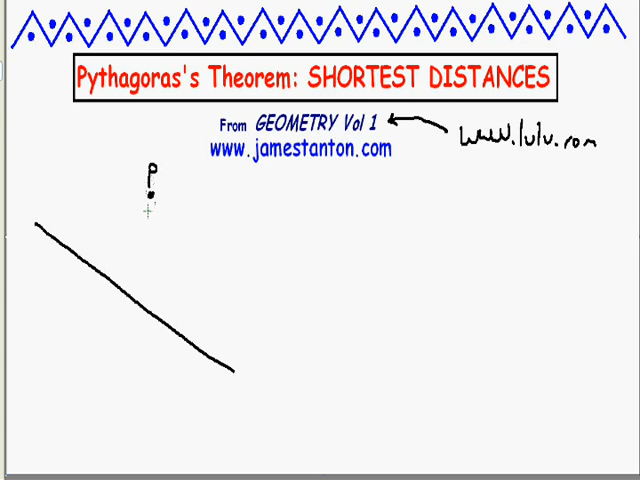 Pythagoras's Theorem: SHORTEST DISTANCES
From GEOMETRY Vol 1
www.lulu.com
www.jamestanton.com
P